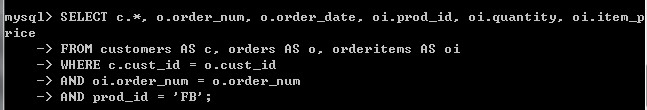 mysql> SELECT c.*, o.order_num, o.order_date, oi.prod_id, oi.quantity, oi.item_p
rice
    -> FROM customers AS c, orders AS o, orderitems AS oi
    -> WHERE c.cust_id = o.cust_id
    -> AND oi.order_num = o.order_num
    -> AND prod_id = 'FB';